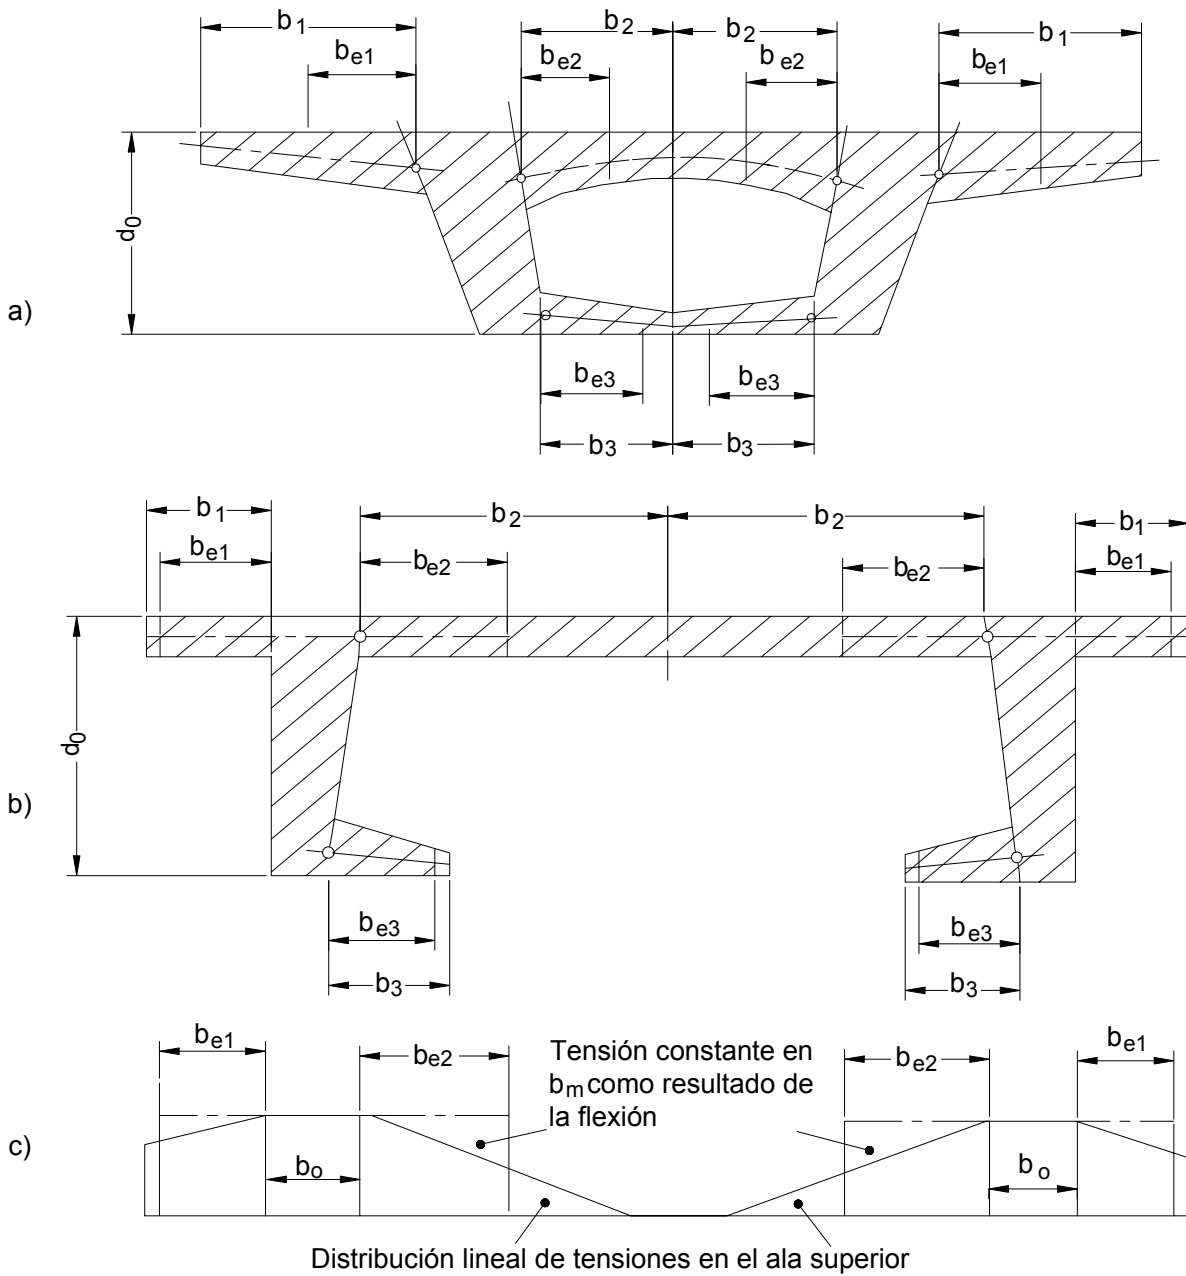 b1 b2 b2 b1
be1 be2 be2 be1
d0
a)
be3 be3
b3 b3
b1 b2 b2 b1
be1 be2 be2 be1
d0
b)
be3 be3
b3 b3
be1 be2 Tensión constante en be2 be1
bm como resultado de
la flexión
c)
bo bo
Distribución lineal de tensiones en el ala superior